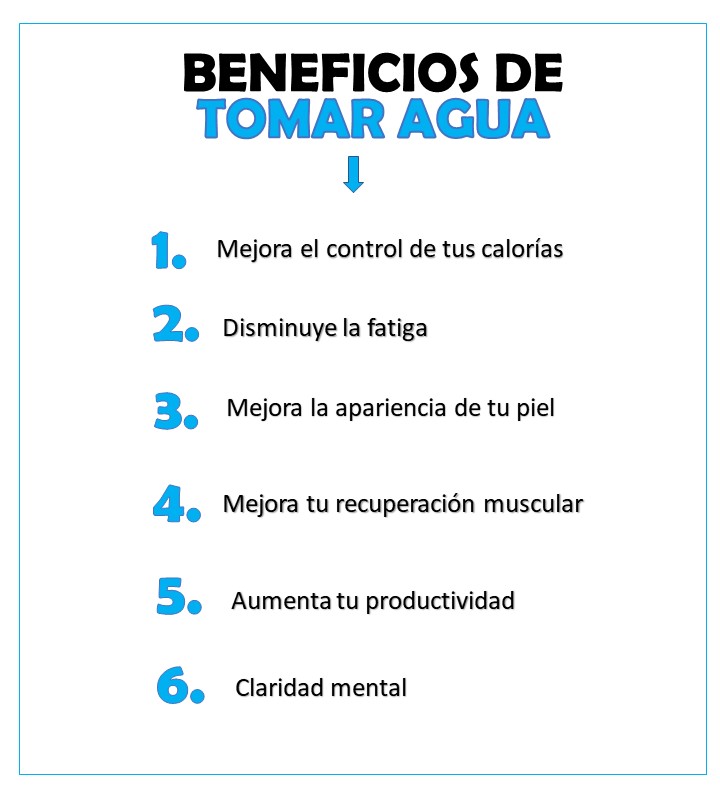 BENEFICIOS DE
TOMAR AGUA
1. Mejora el control de tus calorías
2. Disminuye la fatiga
3. Mejora la apariencia de tu piel
4. Mejora tu recuperación muscular
5. Aumenta tu productividad
6. Claridad mental